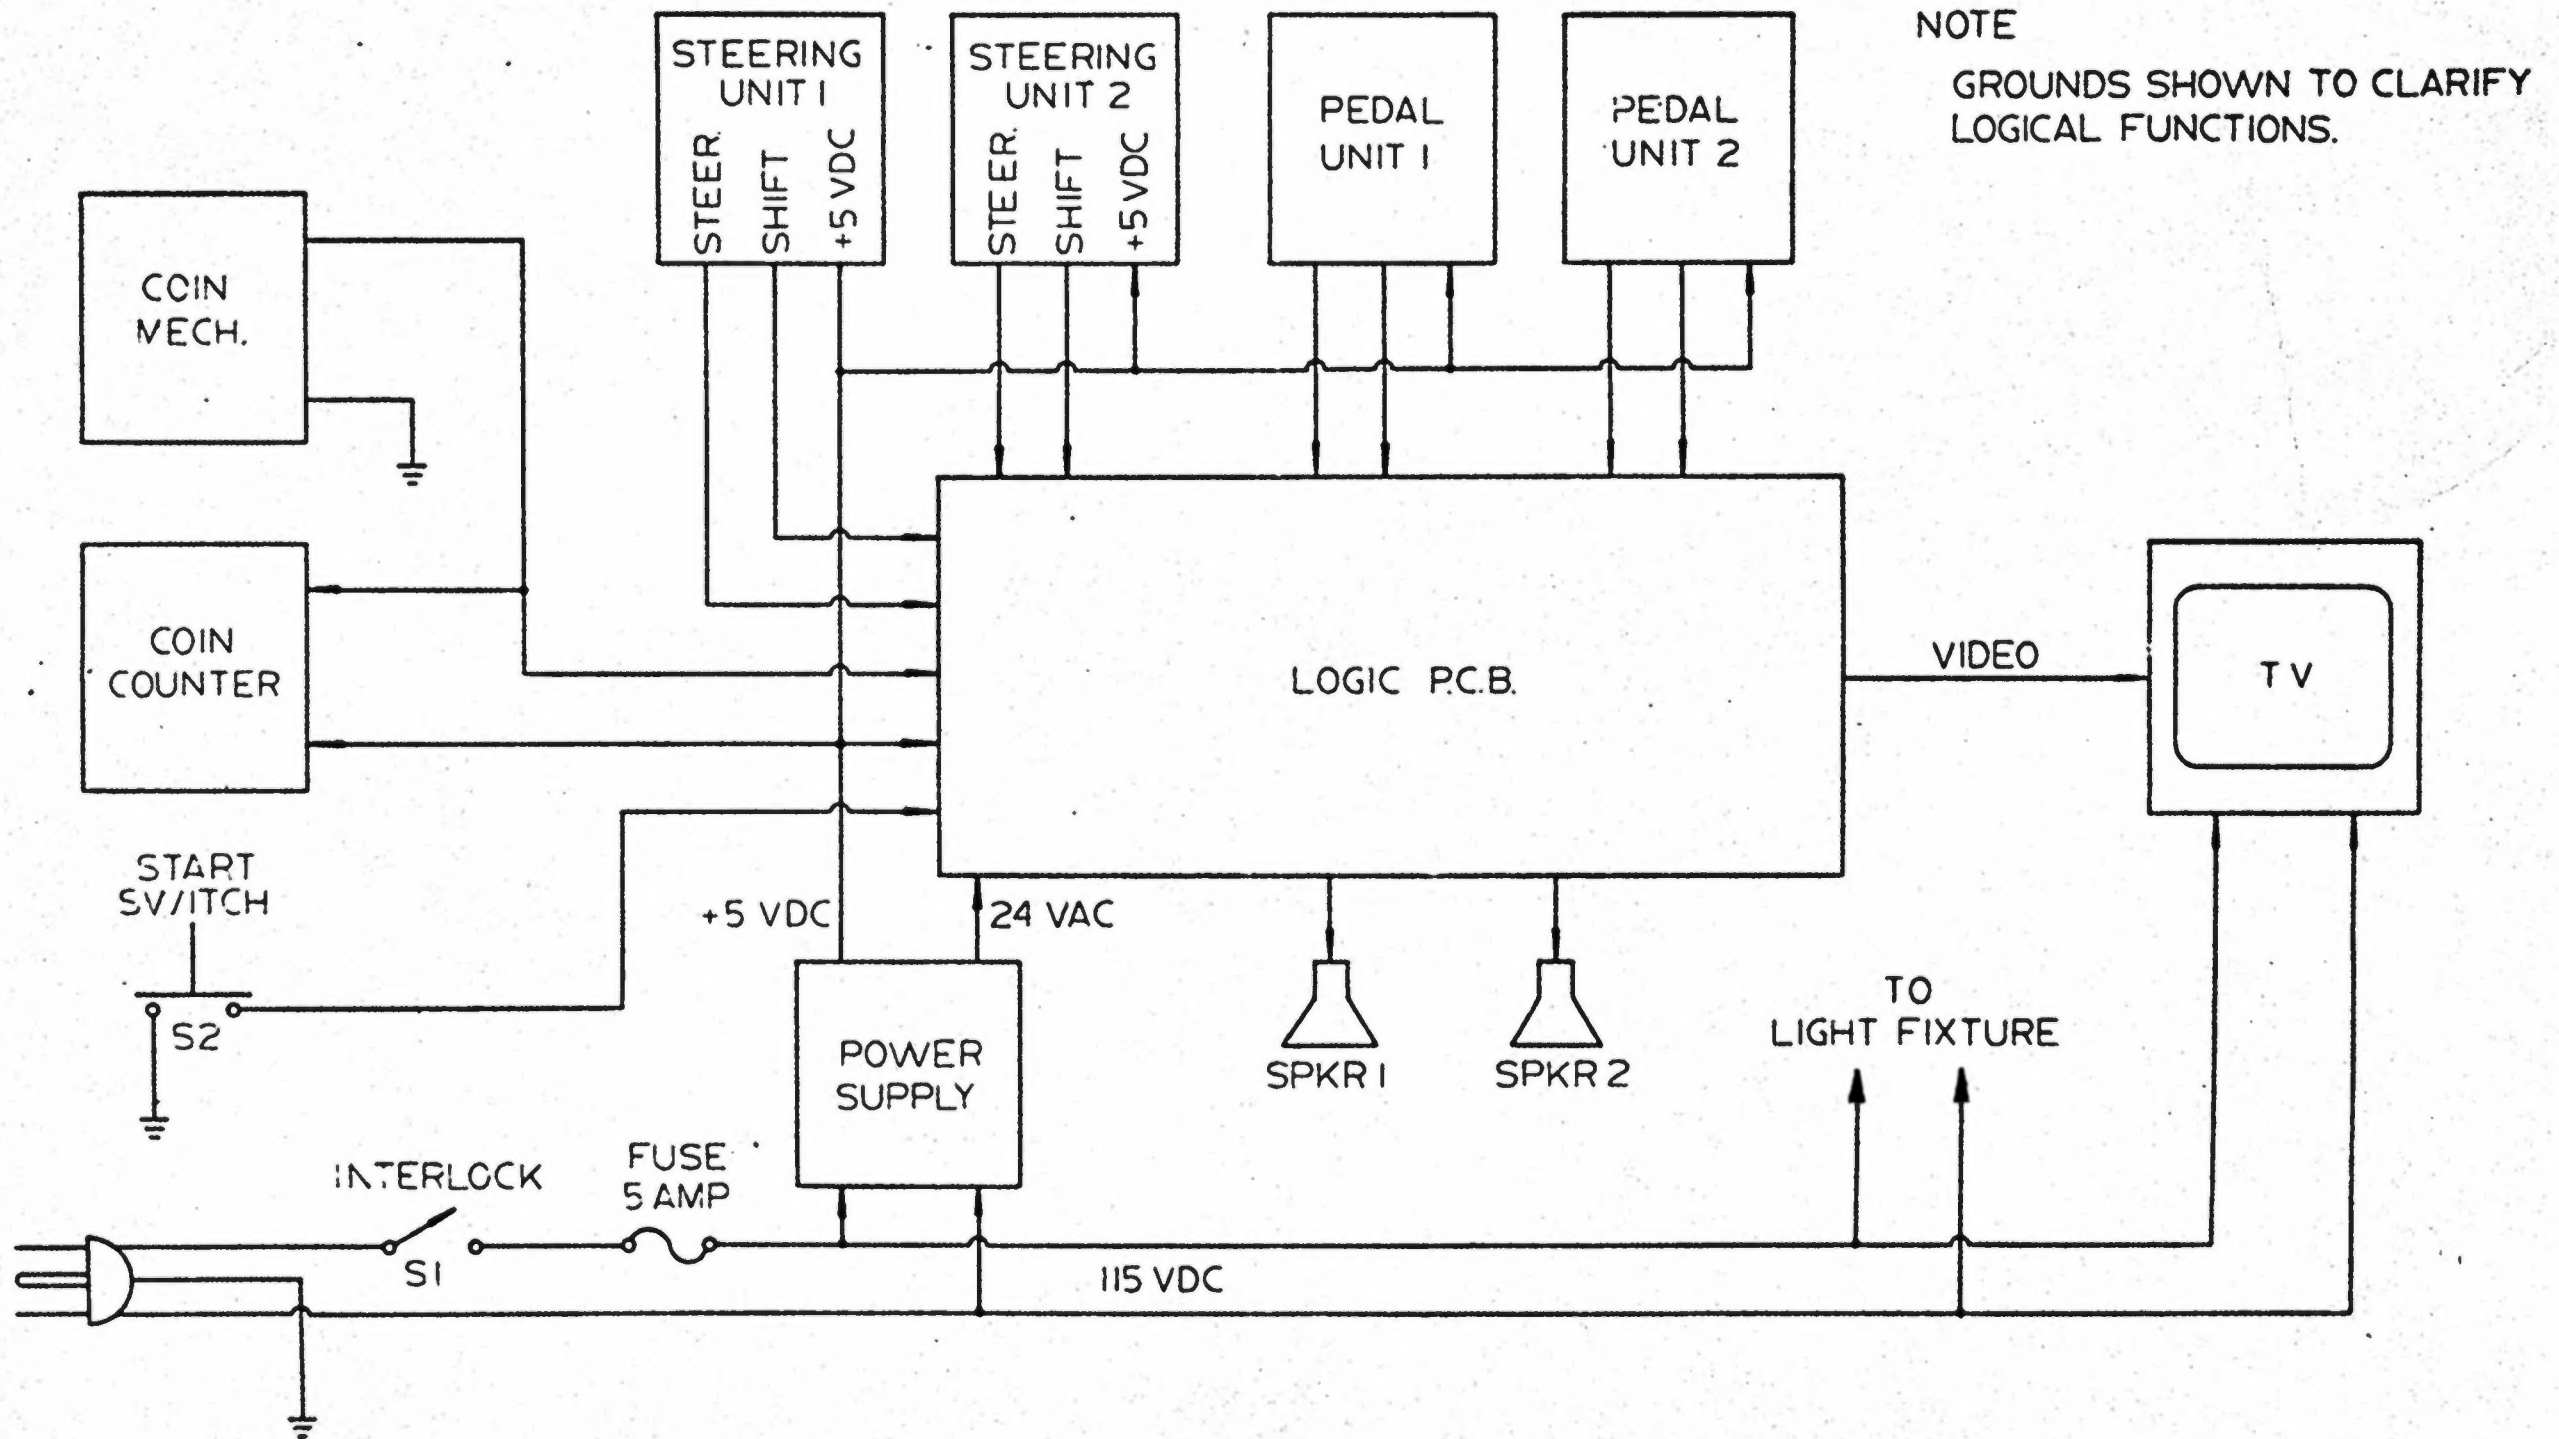 STEERING
UNIT 1
STEER.
SHIFT
+5 VDC
STEERING
UNIT 2
STEER.
SHIFT
+5 VDC
PEDAL
UNIT 1
PEDAL
UNIT 2
NOTE
GROUNDS SHOWN TO CLARIFY
LOGICAL FUNCTIONS.
COIN
MECH.
COIN
COUNTER
LOGIC P.C.B.
VIDEO
TV
START
SWITCH
S2
+5 VDC
24 VAC
POWER
SUPPLY
SPKR 1
SPKR 2
TO
LIGHT FIXTURE
INTERLOCK
S1
FUSE
5 AMP
115 VDC